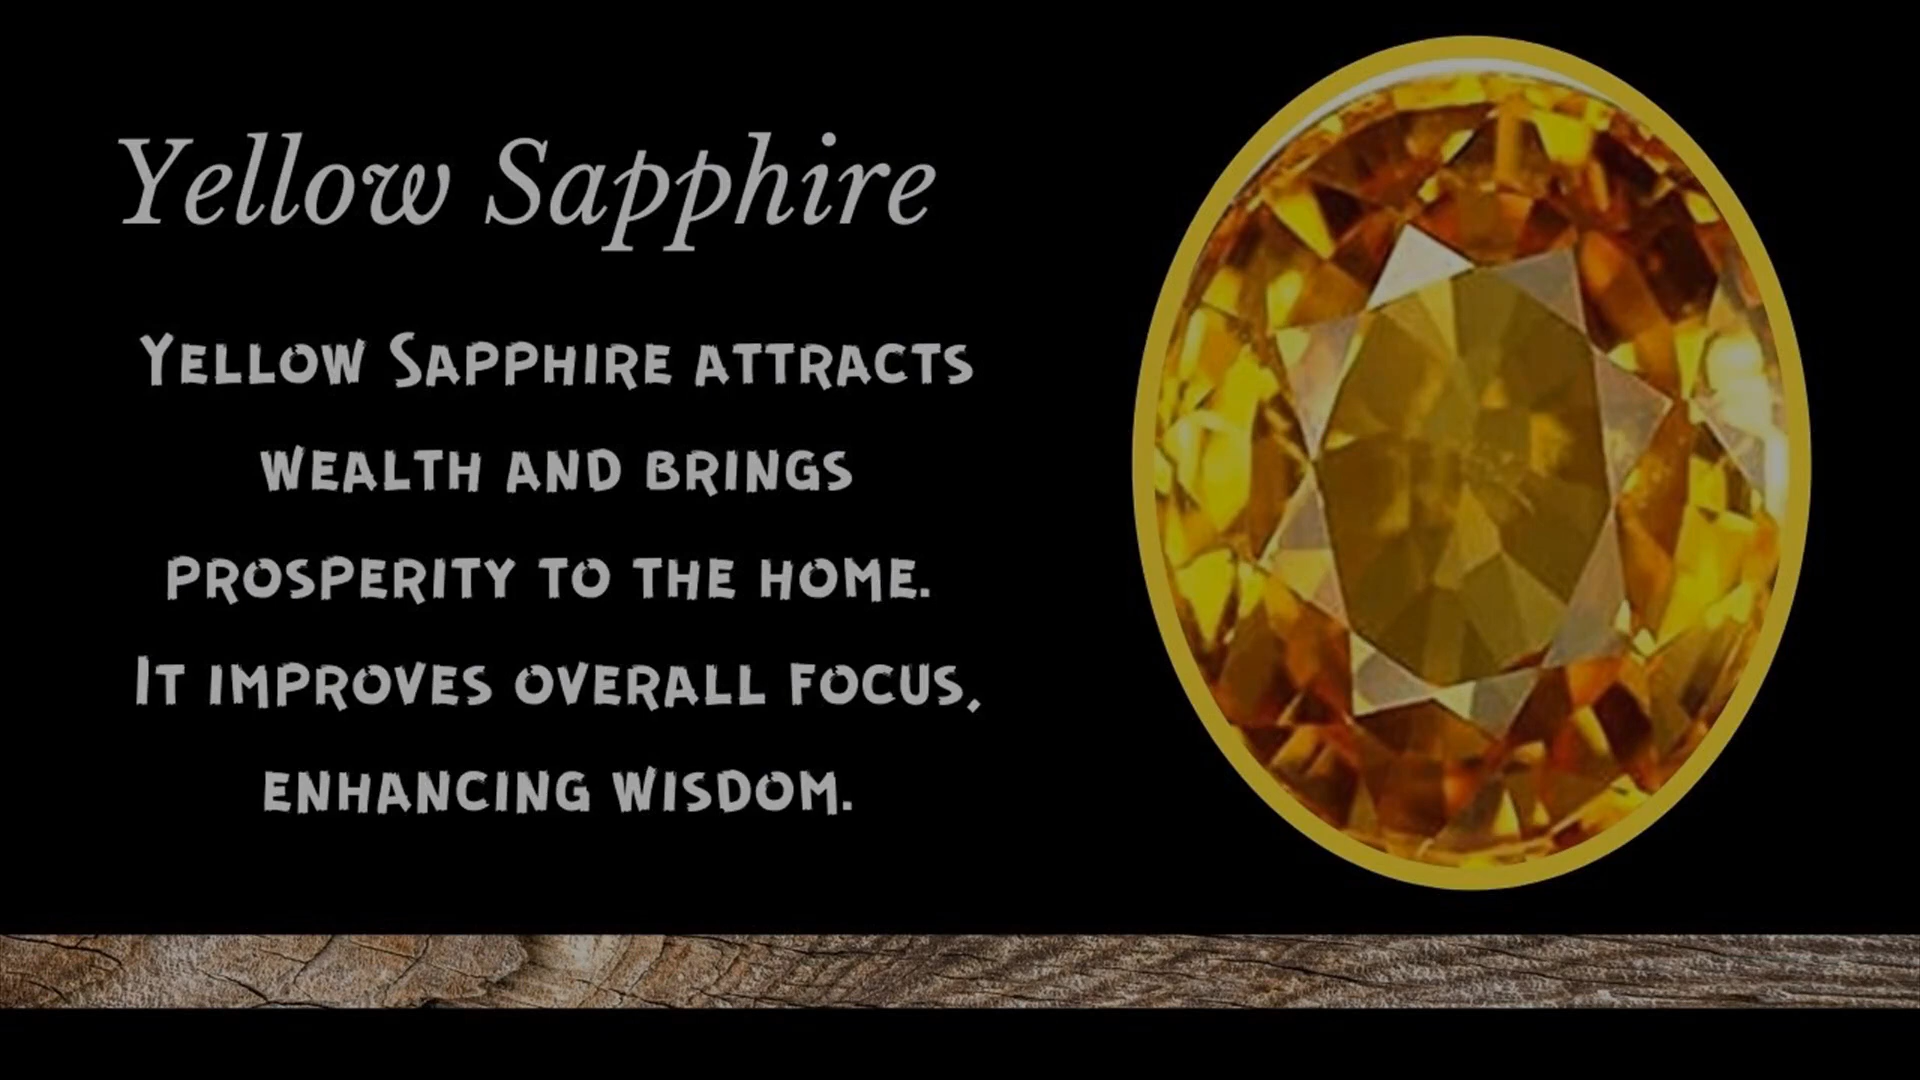 Yellow Sapphire
Yellow Sapphire attracts
wealth and brings
prosperity to the home.
It improves overall focus,
enhancing wisdom.